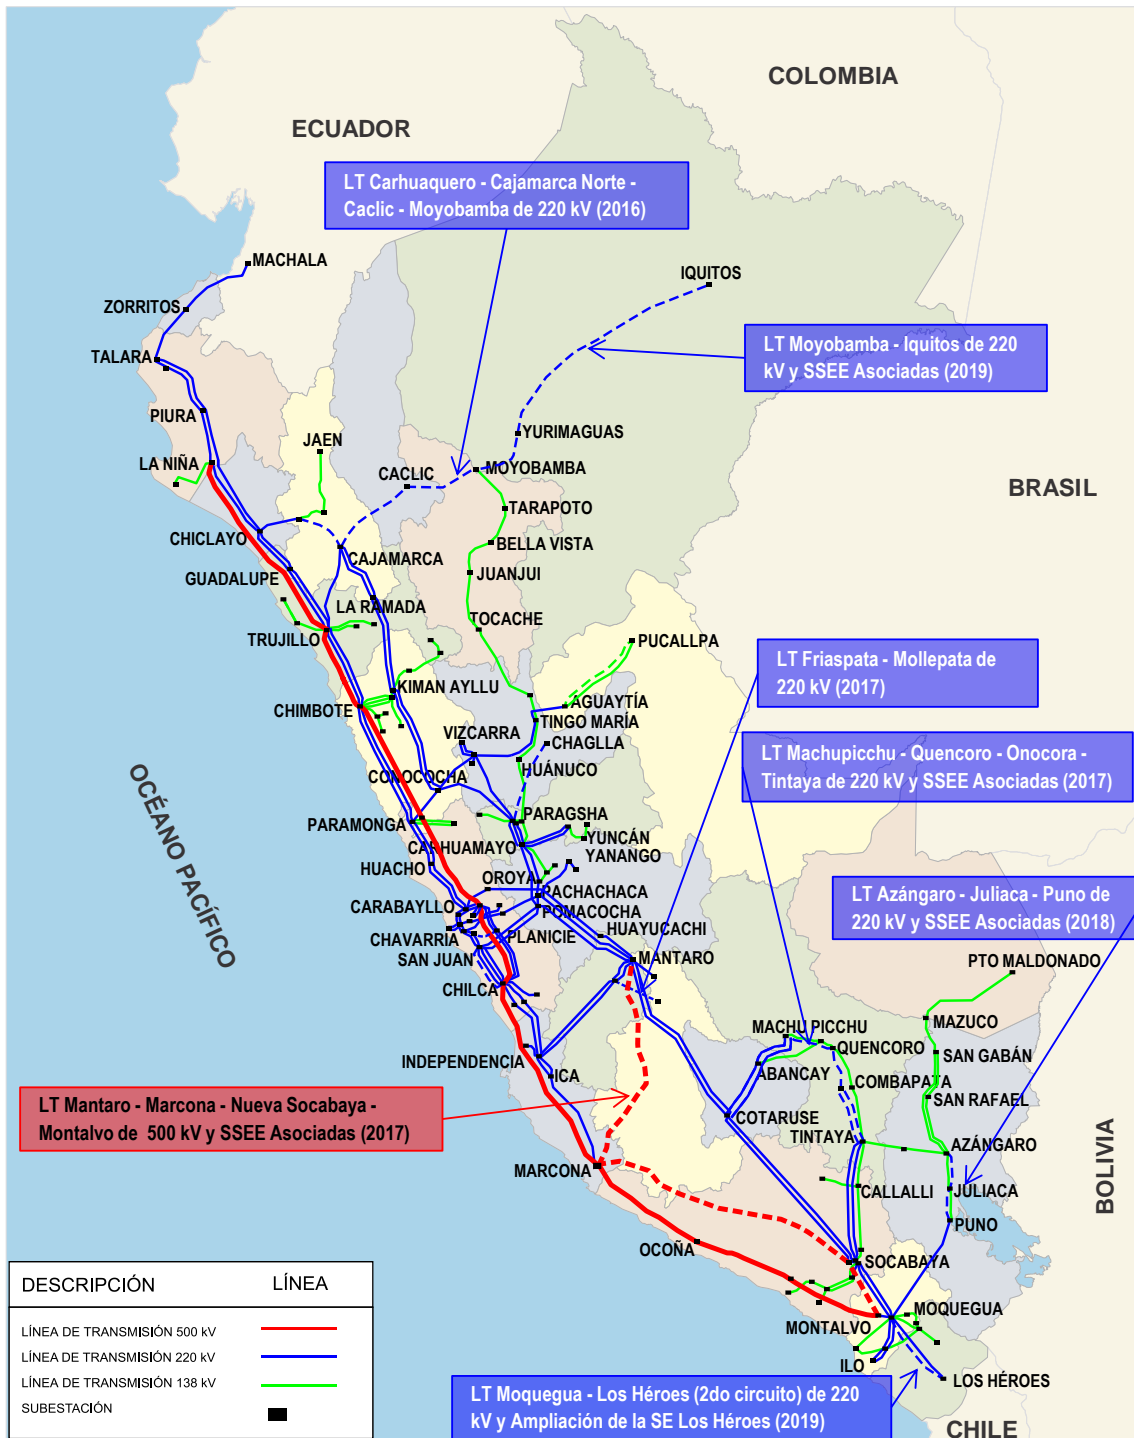 COLOMBIA
ECUADOR
LT Carhuaquero - Cajamarca Norte -
Caclic - Moyobamba de 220 kV (2016)
MACHALA
IQUITOS
ZORRITOS
LT Moyobamba - Iquitos de 220
kV y SSEE Asociadas (2019)
TALARA
PIURA
YURIMAGUAS
JAEN
LA NIÑA
MOYOBAMBA
CACLIC
BRASIL
TARAPOTO
CHICLAYO
BELLA VISTA
CAJAMARCA
GUADALUPE
JUANJUI
LA RAMADA
TOCACHE
TRUJILLO
PUCALLPA
LT Friaspata - Mollepata de
220 kV (2017)
KIMAN AYLLU
AGUAYTÍA
CHIMBOTE
TINGO MARÍA
VIZCARRA
CHAGLLA
LT Machupicchu - Quencoro - Onocora -
Tintaya de 220 kV y SSEE Asociadas (2017)
HUÁNUCO
CONOCOCHA
OCÉANO PACÍFICO
PARAMONGA
PARAGSHA
YUNCÁN
CARHUAMAYO
YANANGO
HUACHO
OROYA
PACHACHACA
LT Azángaro - Juliaca - Puno de
220 kV y SSEE Asociadas (2018)
CARABAYLLO
POMACOCHA
HUAYUCACHI
CHAVARRIA
PLANICIE
SAN JUAN
MANTARO
PTO MALDONADO
CHILCA
MAZUCO
MACHU PICCHU
QUENCORO
INDEPENDENCIA
SAN GABÁN
ABANCAY
ICA
COMBAPATA
SAN RAFAEL
LT Mantaro - Marcona - Nueva Socabaya -
Montalvo de 500 kV y SSEE Asociadas (2017)
COTARUSE
TINTAYA
AZÁNGARO
BOLIVIA
MARCONA
CALLALLI
JULIACA
PUNO
OCOÑA
SOCABAYA
DESCRIPCIÓN LÍNEA
LÍNEA DE TRANSMISIÓN 500 kV
LÍNEA DE TRANSMISIÓN 220 kV
LÍNEA DE TRANSMISIÓN 138 kV
SUBESTACIÓN
MOQUEGUA
MONTALVO
ILO
LOS HÉROES
LT Moquegua - Los Héroes (2do circuito) de 220
kV y Ampliación de la SE Los Héroes (2019)
CHILE